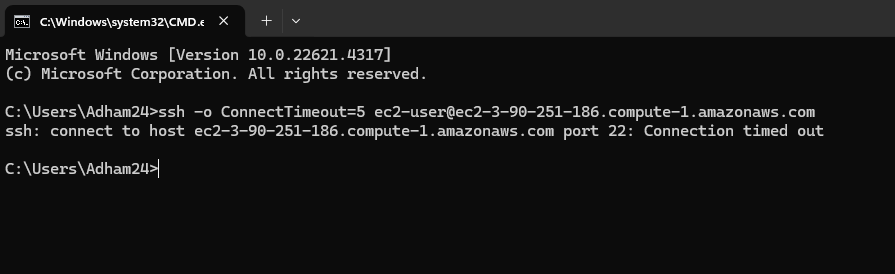 C:\Windows\system32\CMD.e
Microsoft Windows [Version 10.0.22621.4317]
(c) Microsoft Corporation. All rights reserved.
C:\Users\Adham24>ssh -o ConnectTimeout=5 ec2-user@ec2-3-90-251-186.compute-1.amazonaws.com
ssh: connect to host ec2-3-90-251-186.compute-1.amazonaws.com port 22: Connection timed out
C:\Users\Adham24>